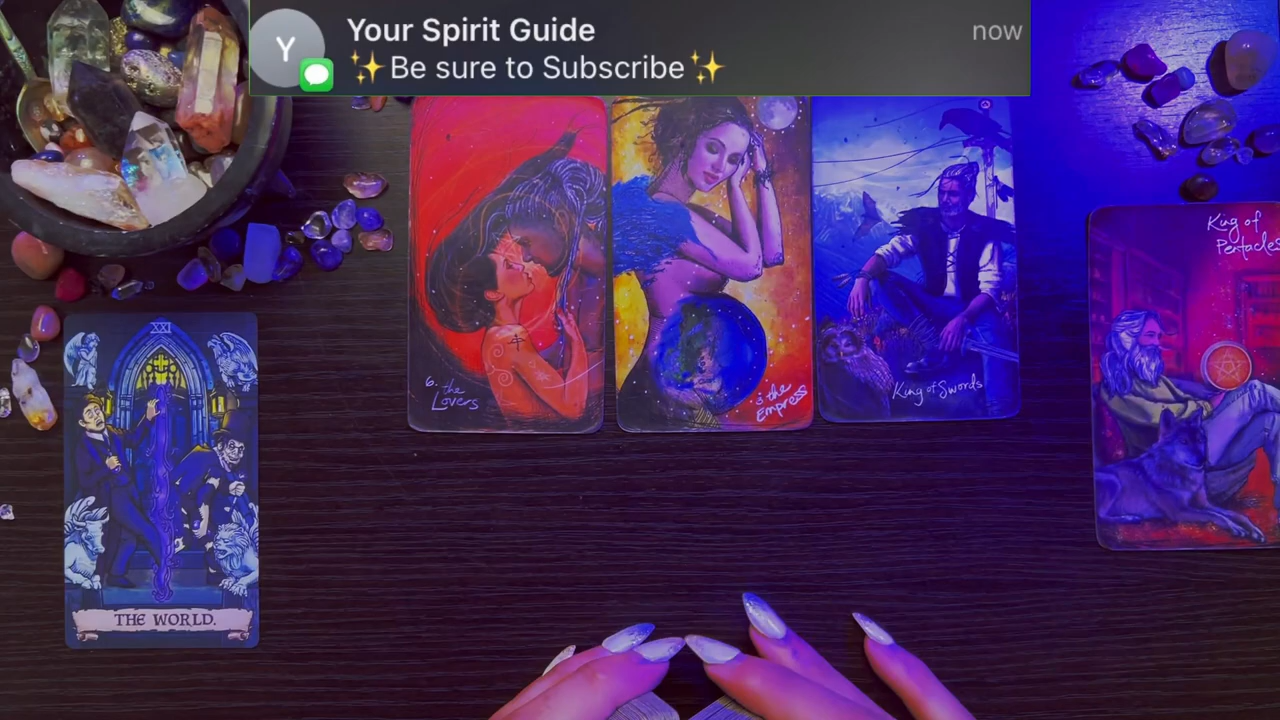 Your Spirit Guide
now
Y
✨Be sure to Subscribe✨
6. the
Lovers
3 the
Empress
King of Swords
King of
Pentacles
XXI
THE WORLD.